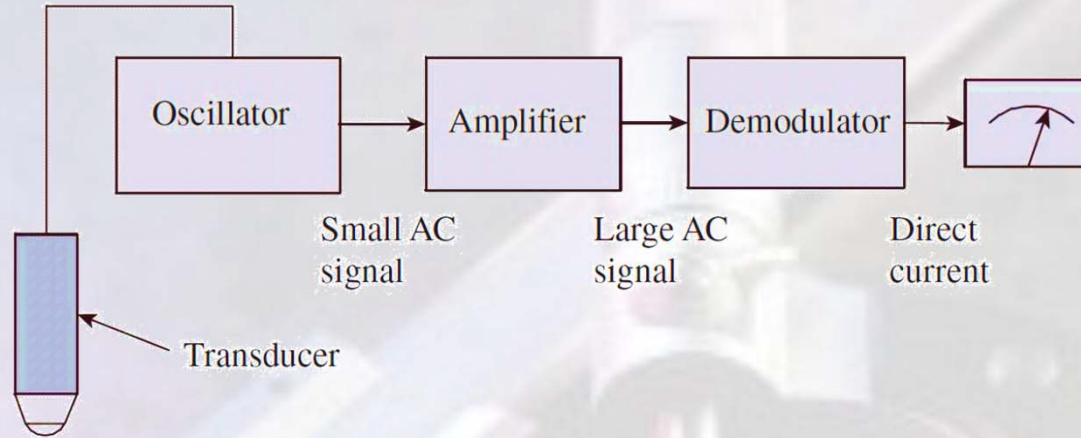 Oscillator
Amplifier
Demodulator
Small AC
signal
Large AC
signal
Direct
current
Transducer